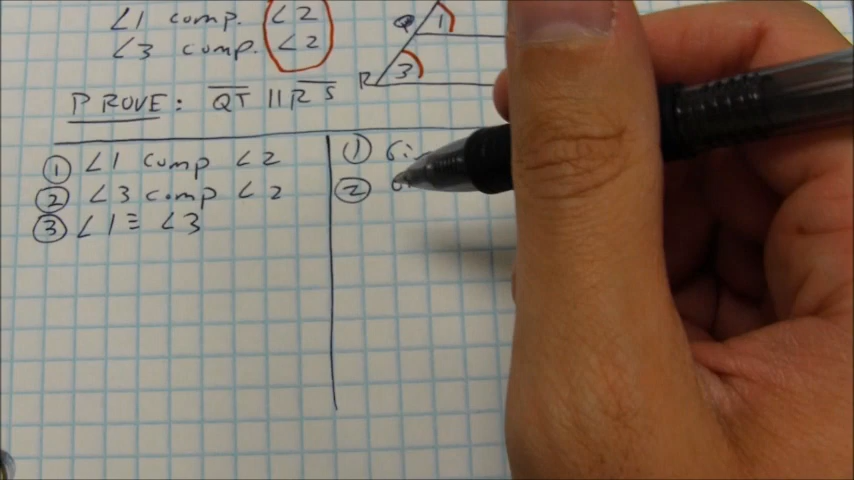 ∠1 comp. ∠2
∠3 comp. ∠2
PROVE: QT || RS
Q 1
R 3
① ∠1 comp ∠2
② ∠3 comp ∠2
③ ∠1 ≡ ∠3
①
②